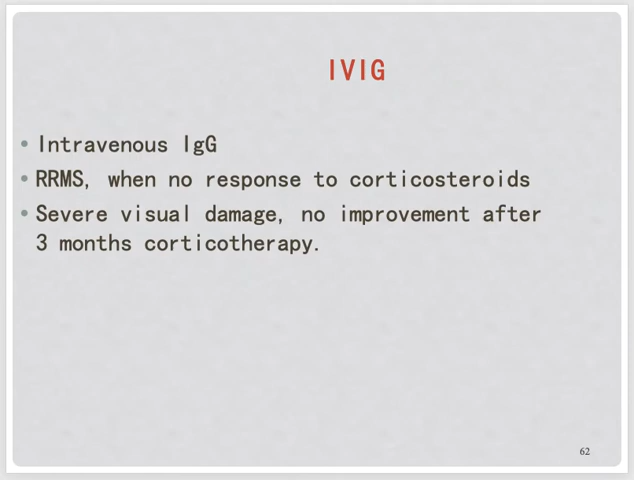 IVIG
• Intravenous IgG
• RRMS, when no response to corticosteroids
• Severe visual damage, no improvement after
3 months corticotherapy.
62